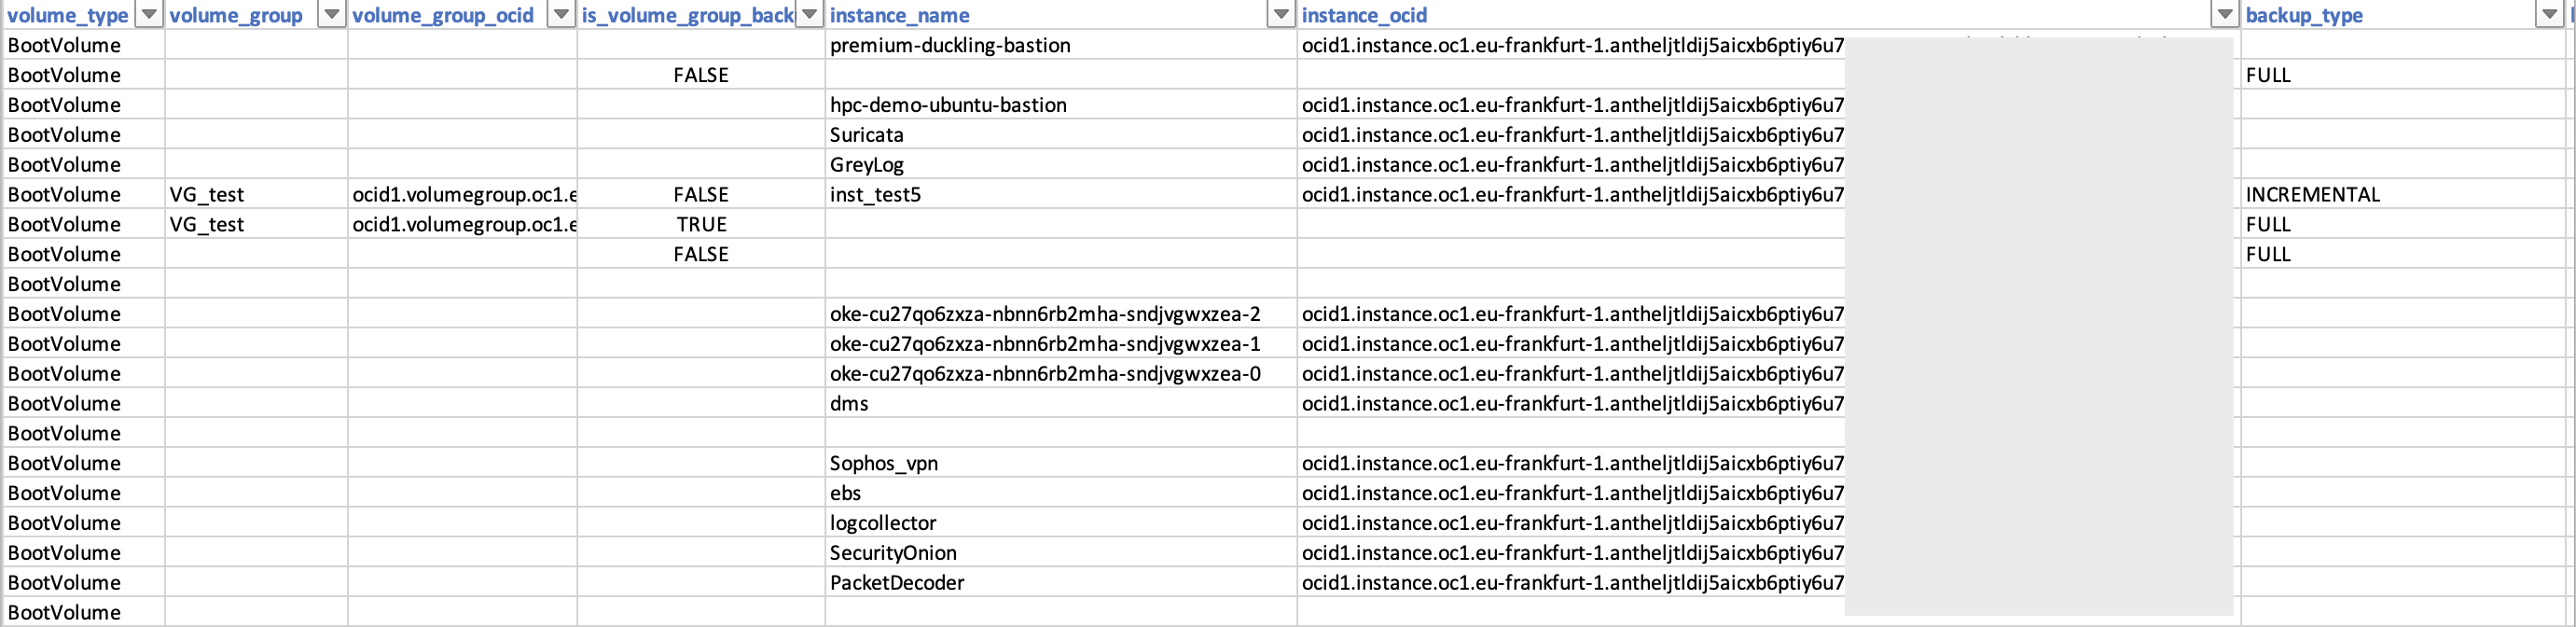 volume_type volume_group volume_group_ocid is_volume_group_back instance_name instance_ocid backup_type
BootVolume premium-duckling-bastion ocid1.instance.oc1.eu-frankfurt-1.antheljtldij5aicxb6ptiy6u7
BootVolume FALSE FULL
BootVolume hpc-demo-ubuntu-bastion ocid1.instance.oc1.eu-frankfurt-1.antheljtldij5aicxb6ptiy6u7
BootVolume Suricata ocid1.instance.oc1.eu-frankfurt-1.antheljtldij5aicxb6ptiy6u7
BootVolume GreyLog ocid1.instance.oc1.eu-frankfurt-1.antheljtldij5aicxb6ptiy6u7
BootVolume VG_test ocid1.volumegroup.oc1.e FALSE inst_test5 ocid1.instance.oc1.eu-frankfurt-1.antheljtldij5aicxb6ptiy6u7 INCREMENTAL
BootVolume VG_test ocid1.volumegroup.oc1.e TRUE FULL
BootVolume FALSE FULL
BootVolume
BootVolume oke-cu27qo6zxza-nbnn6rb2mha-sndjvgwxzea-2 ocid1.instance.oc1.eu-frankfurt-1.antheljtldij5aicxb6ptiy6u7
BootVolume oke-cu27qo6zxza-nbnn6rb2mha-sndjvgwxzea-1 ocid1.instance.oc1.eu-frankfurt-1.antheljtldij5aicxb6ptiy6u7
BootVolume oke-cu27qo6zxza-nbnn6rb2mha-sndjvgwxzea-0 ocid1.instance.oc1.eu-frankfurt-1.antheljtldij5aicxb6ptiy6u7
BootVolume dms ocid1.instance.oc1.eu-frankfurt-1.antheljtldij5aicxb6ptiy6u7
BootVolume
BootVolume Sophos_vpn ocid1.instance.oc1.eu-frankfurt-1.antheljtldij5aicxb6ptiy6u7
BootVolume ebs ocid1.instance.oc1.eu-frankfurt-1.antheljtldij5aicxb6ptiy6u7
BootVolume logcollector ocid1.instance.oc1.eu-frankfurt-1.antheljtldij5aicxb6ptiy6u7
BootVolume SecurityOnion ocid1.instance.oc1.eu-frankfurt-1.antheljtldij5aicxb6ptiy6u7
BootVolume PacketDecoder ocid1.instance.oc1.eu-frankfurt-1.antheljtldij5aicxb6ptiy6u7
BootVolume